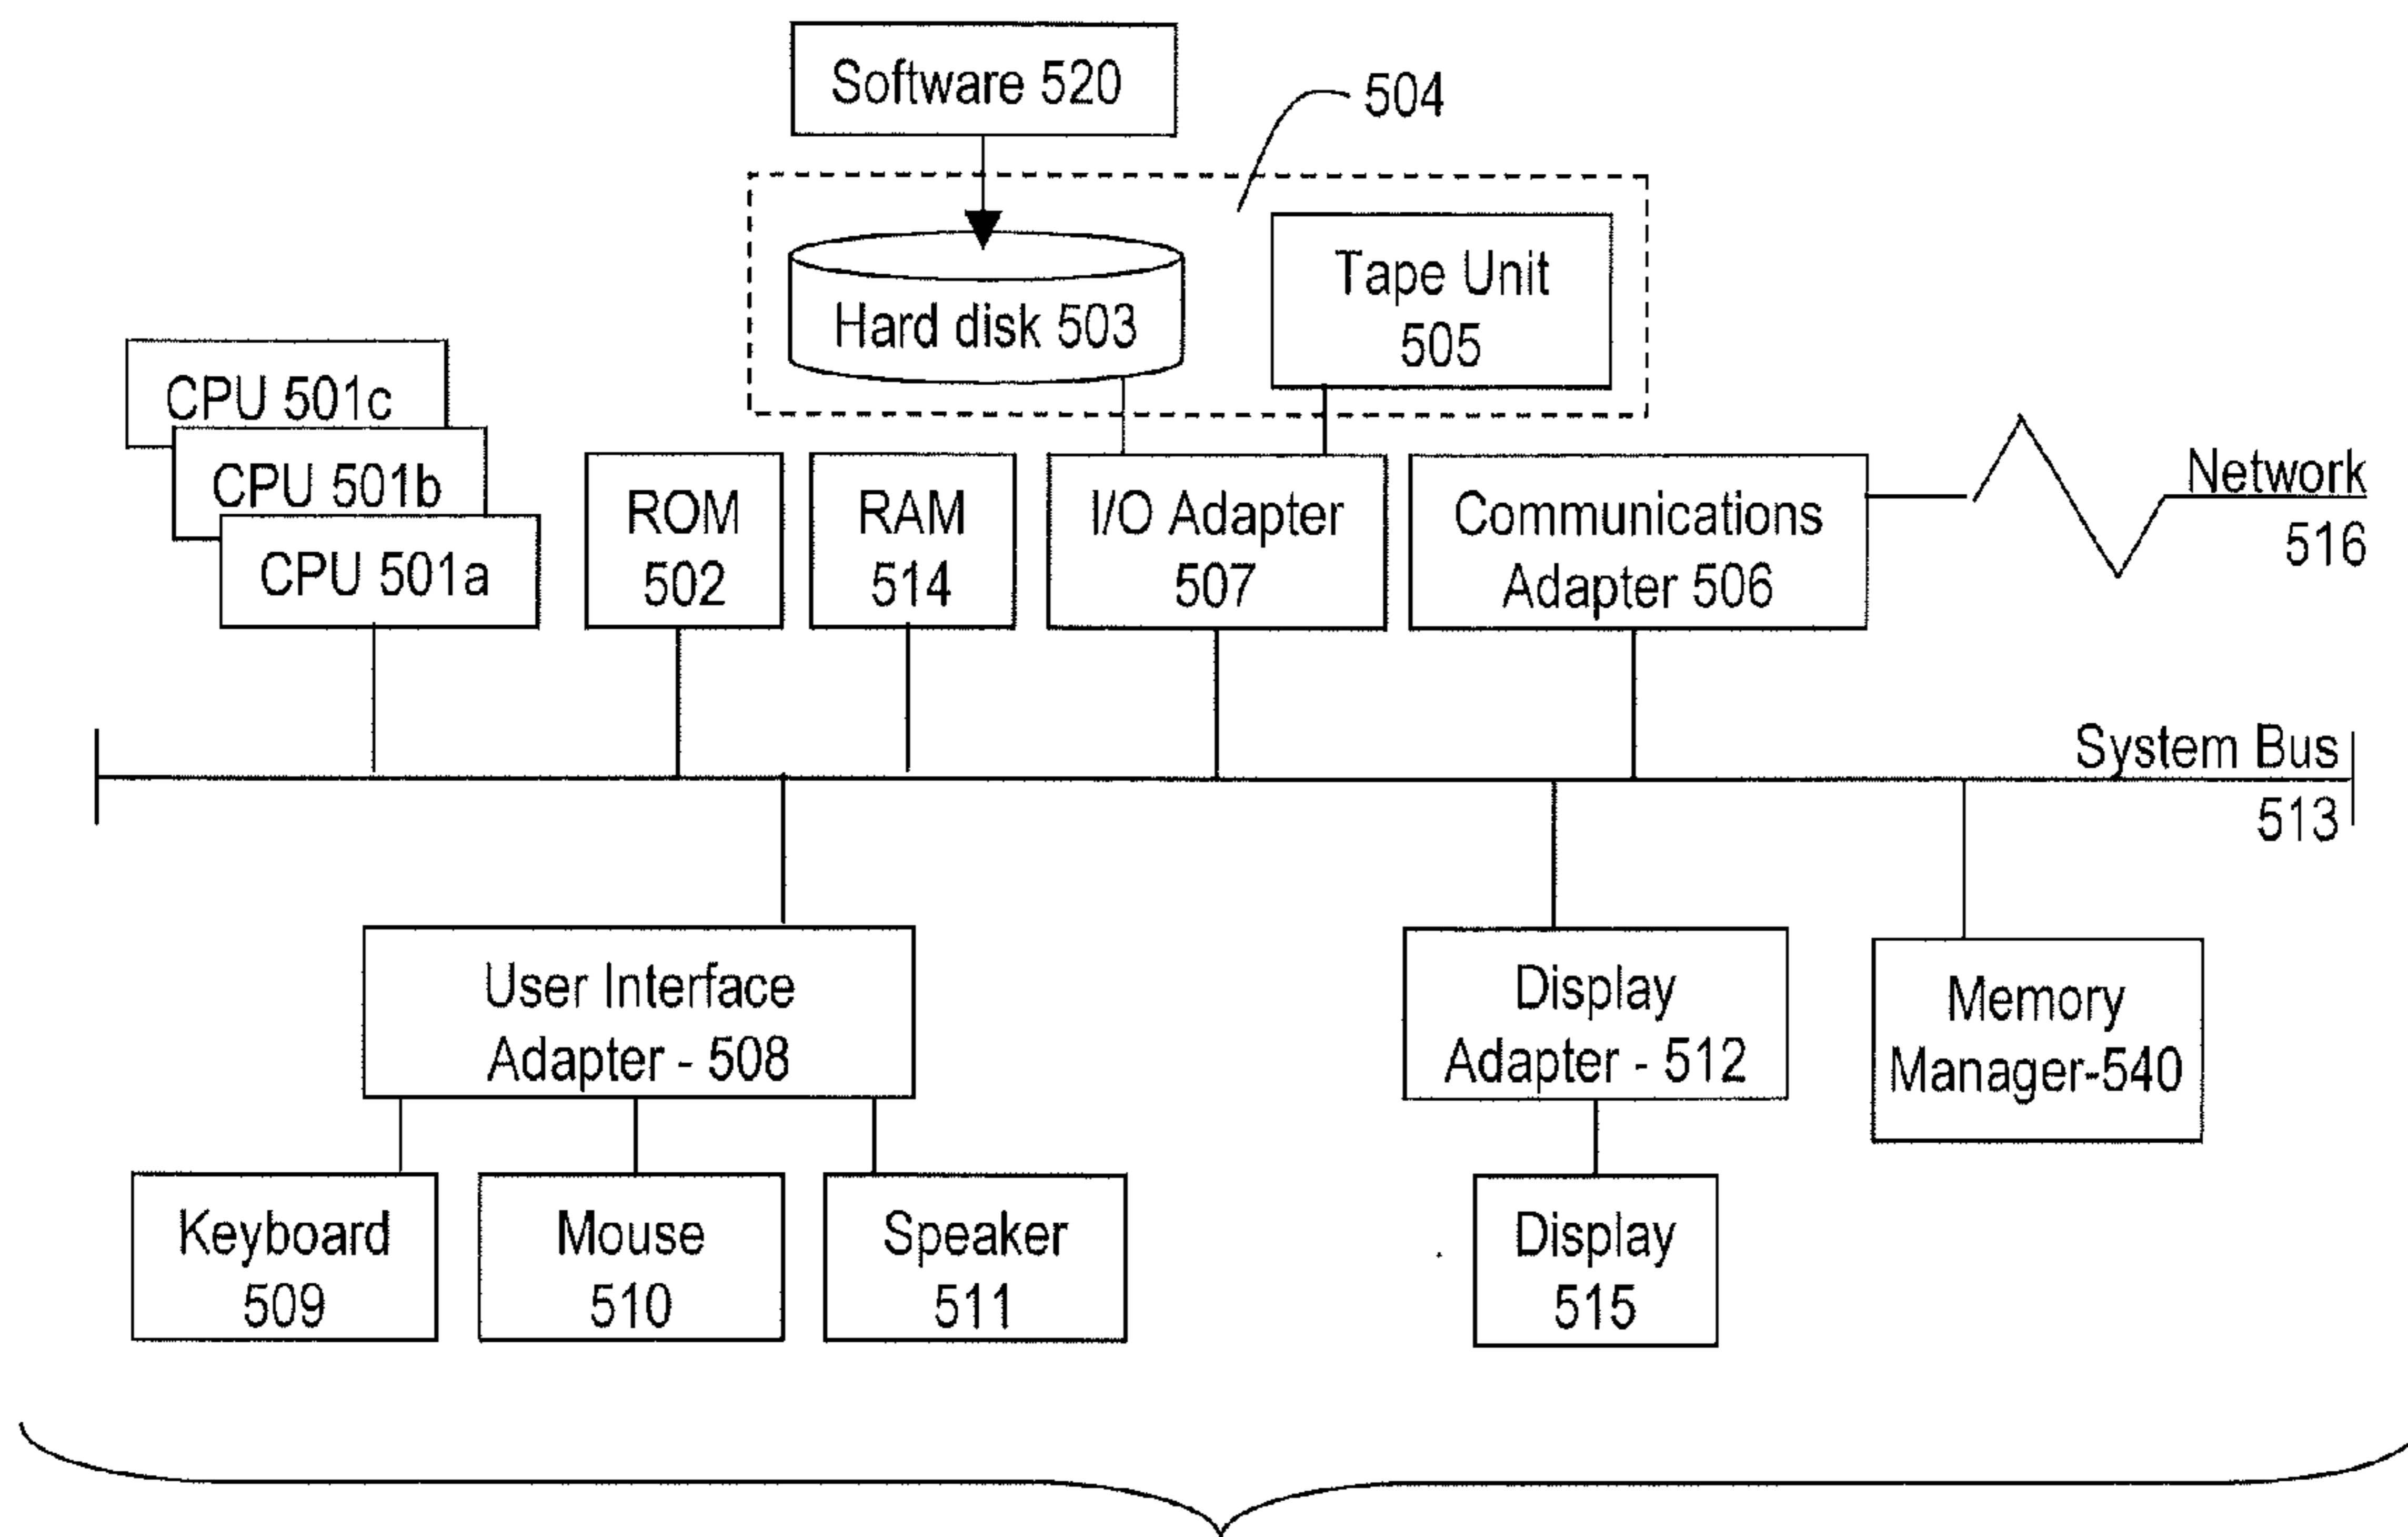 Software 520
504
Hard disk 503
Tape Unit
505
CPU 501c
CPU 501b
CPU 501a
ROM
502
RAM
514
I/O Adapter
507
Communications
Adapter 506
Network
516
System Bus
513
User Interface
Adapter - 508
Display
Adapter - 512
Memory
Manager-540
Keyboard
509
Mouse
510
Speaker
511
Display
515